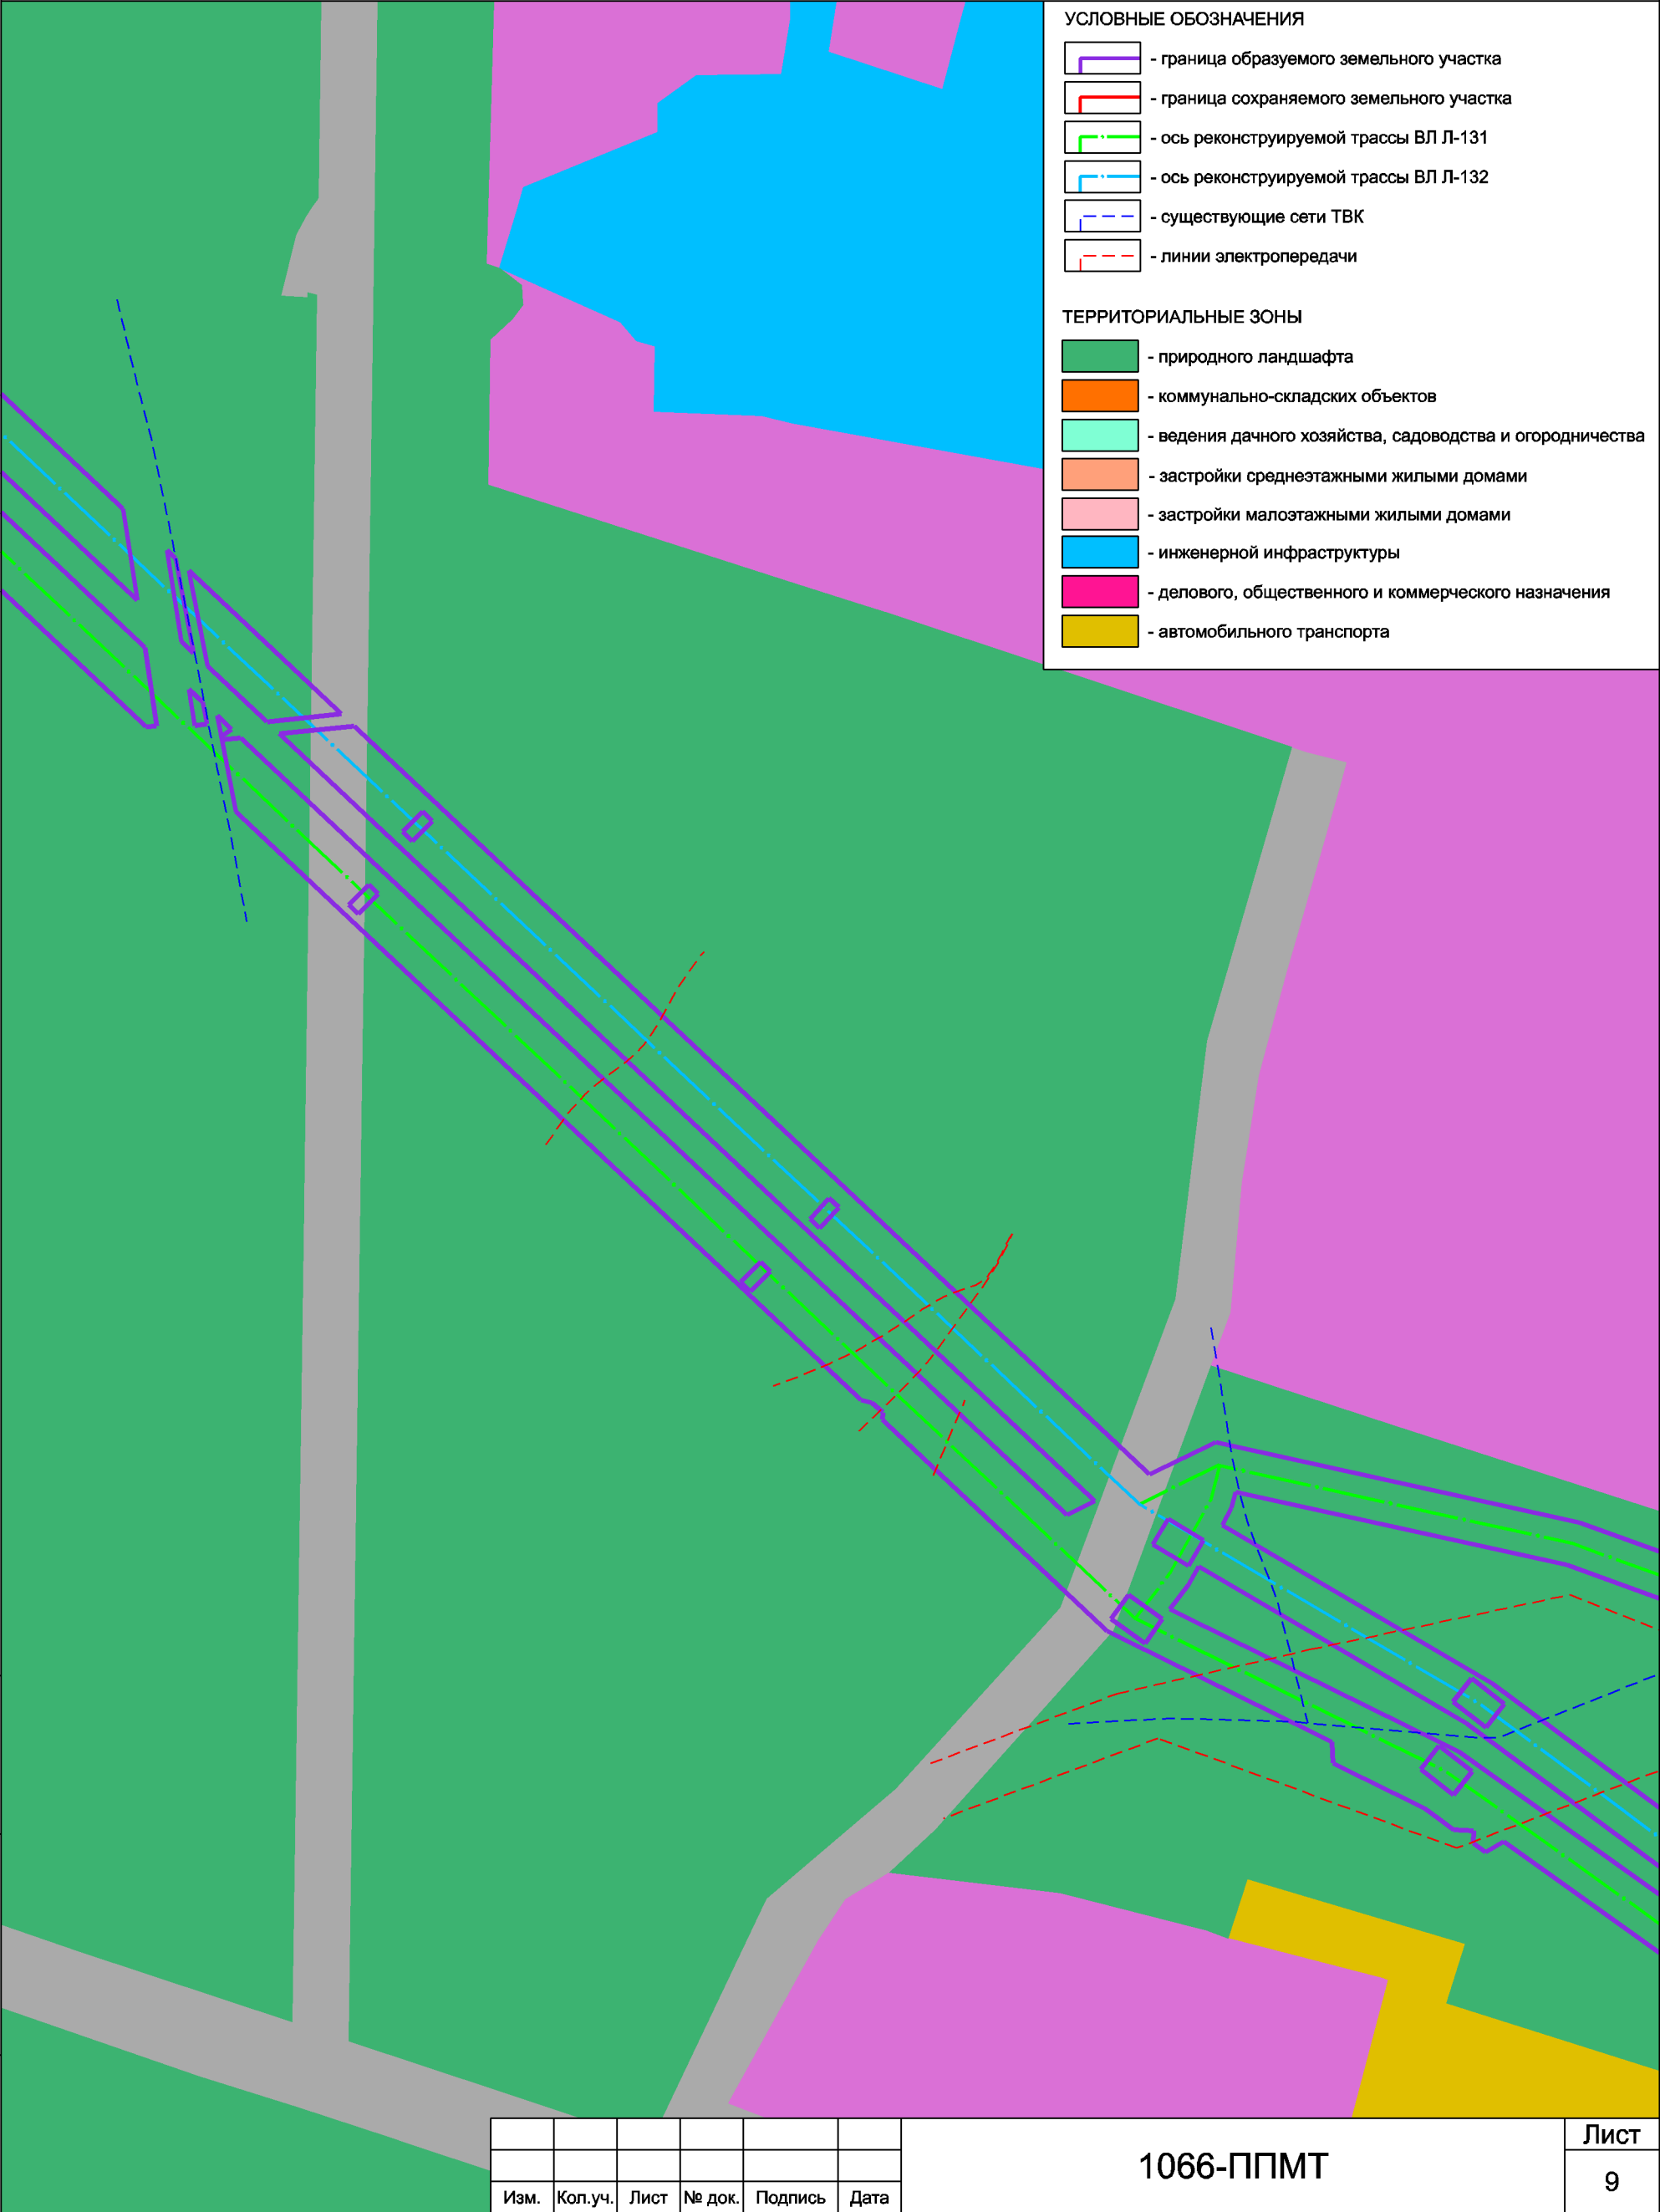 УСЛОВНЫЕ ОБОЗНАЧЕНИЯ
- граница образуемого земельного участка
- граница сохраняемого земельного участка
- ось реконструируемой трассы ВЛ Л-131
- ось реконструируемой трассы ВЛ Л-132
- существующие сети ТВК
- линии электропередачи
ТЕРРИТОРИАЛЬНЫЕ ЗОНЫ
- природного ландшафта
- коммунально-складских объектов
- ведения дачного хозяйства, садоводства и огородничества
- застройки среднеэтажными жилыми домами
- застройки малоэтажными жилыми домами
- инженерной инфраструктуры
- делового, общественного и коммерческого назначения
- автомобильного транспорта
Изм. Кол.уч. Лист № док. Подпись Дата
1066-ППМТ
Лист
9